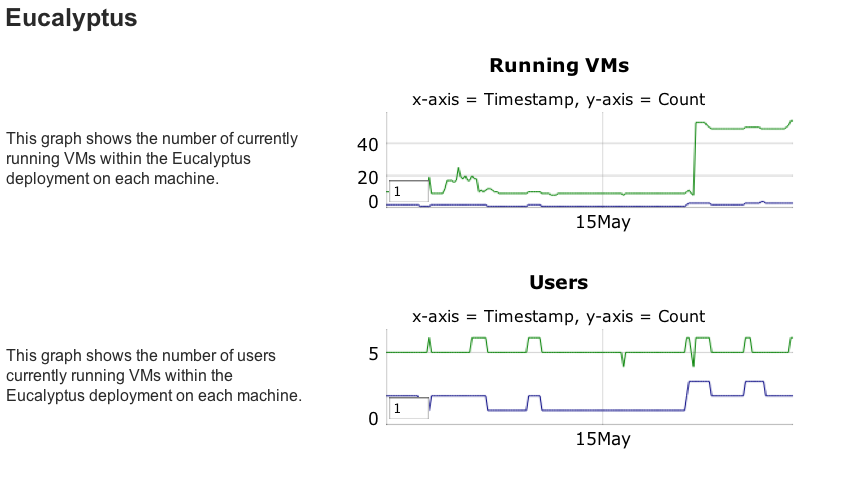 Eucalyptus
Running VMs
x-axis = Timestamp, y-axis = Count
This graph shows the number of currently
running VMs within the Eucalyptus
deployment on each machine.
40
20
0
1
15May
Users
x-axis = Timestamp, y-axis = Count
This graph shows the number of users
currently running VMs within the
Eucalyptus deployment on each machine.
5
0
1
15May